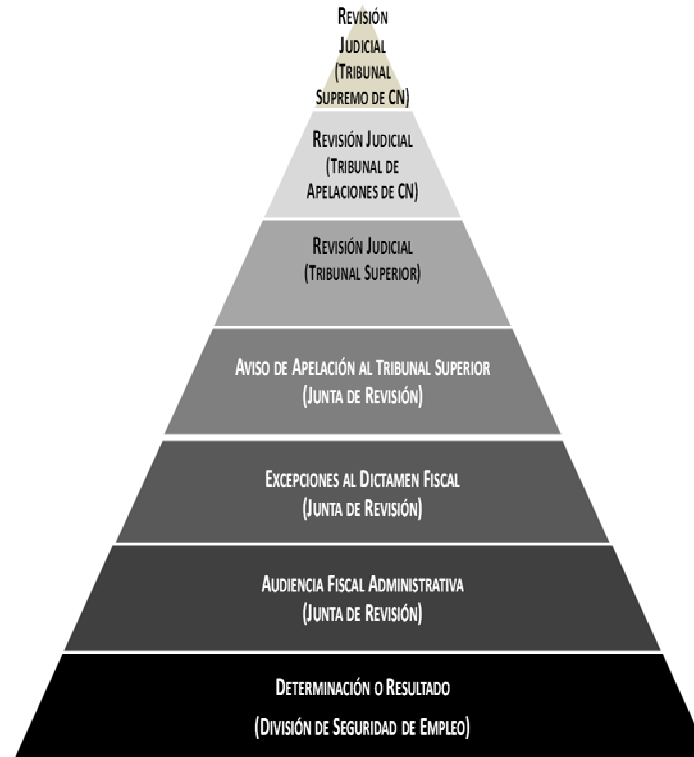 REVISIÓN
JUDICIAL
(TRIBUNAL
SUPREMO DE CN)
REVISIÓN JUDICIAL
(TRIBUNAL DE
APELACIONES DE CN)
REVISIÓN JUDICIAL
(TRIBUNAL SUPERIOR)
AVISO DE APELACIÓN AL TRIBUNAL SUPERIOR
(JUNTA DE REVISIÓN)
EXCEPCIONES AL DICTAMEN FISCAL
(JUNTA DE REVISIÓN)
AUDIENCIA FISCAL ADMINISTRATIVA
(JUNTA DE REVISIÓN)
DETERMINACIÓN O RESULTADO
(DIVISIÓN DE SEGURIDAD DE EMPLEO)